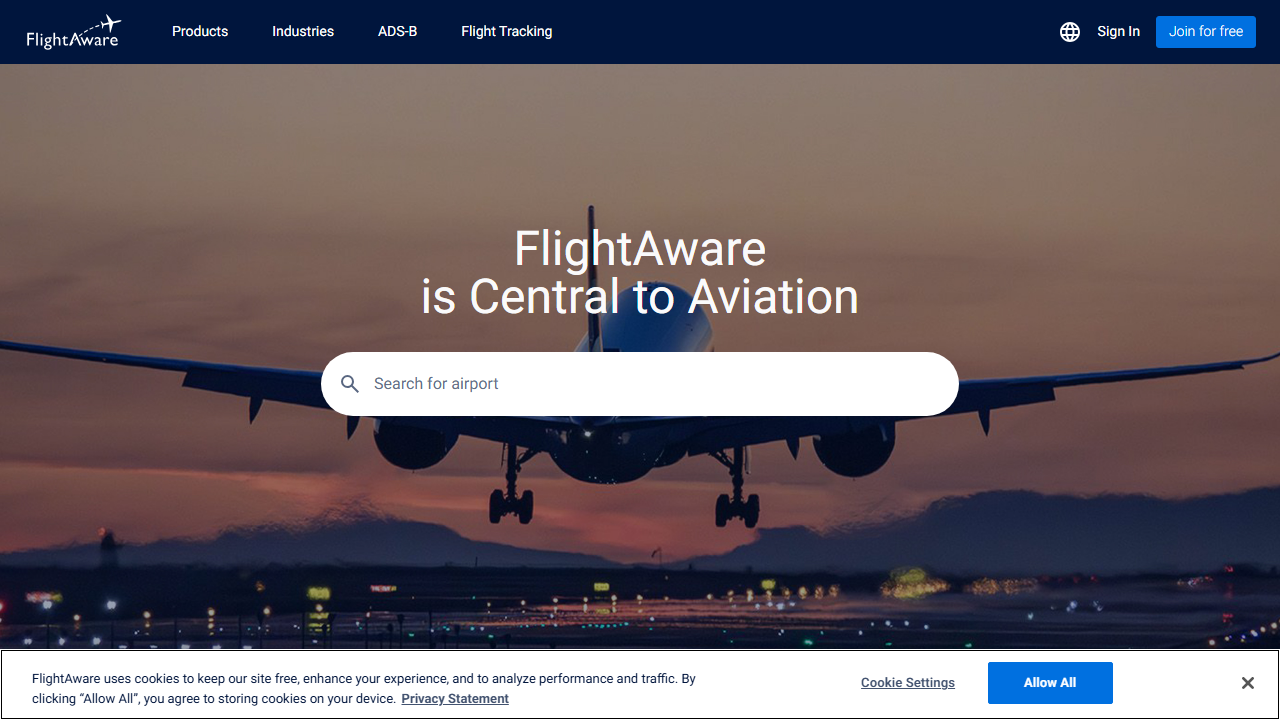 FlightAware
Products
Industries
ADS-B
Flight Tracking
Sign In
Join for free
FlightAware
is Central to Aviation
Search for airport
FlightAware uses cookies to keep our site free, enhance your experience, and to analyze performance and traffic. By
clicking “Allow All”, you agree to storing cookies on your device. Privacy Statement
Cookie Settings
Allow All